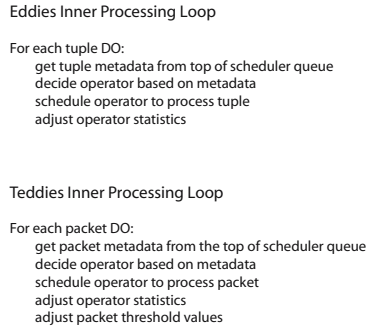 Eddies Inner Processing Loop
For each tuple DO:
get tuple metadata from top of scheduler queue
decide operator based on metadata
schedule operator to process tuple
adjust operator statistics
Teddies Inner Processing Loop
For each packet DO:
get packet metadata from the top of scheduler queue
decide operator based on metadata
schedule operator to process packet
adjust operator statistics
adjust packet threshold values